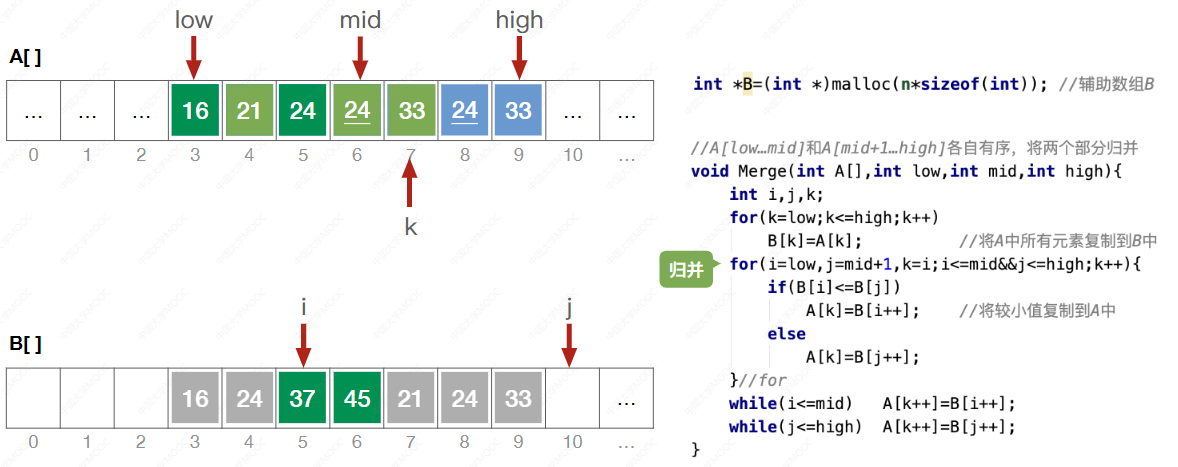 low mid high
A[ ]
... ... ... 16 21 24 24 33 24 33 ... ...
0 1 2 3 4 5 6 7 8 9 10 ...
k
i j
B[ ]
16 24 37 45 21 24 33 ...
0 1 2 3 4 5 6 7 8 9 10 ...
int *B=(int *)malloc(n*sizeof(int)); //辅助数组B
//A[low…mid]和A[mid+1…high]各自有序，将两个部分归并
void Merge(int A[],int low,int mid,int high){
int i,j,k;
for(k=low;k<=high;k++)
B[k]=A[k]; //将A中所有元素复制到B中
归并
for(i=low,j=mid+1,k=i;i<=mid&&j<=high;k++){
if(B[i]<=B[j])
A[k]=B[i++]; //将较小值复制到A中
else
A[k]=B[j++];
}//for
while(i<=mid) A[k++]=B[i++];
while(j<=high) A[k++]=B[j++];
}